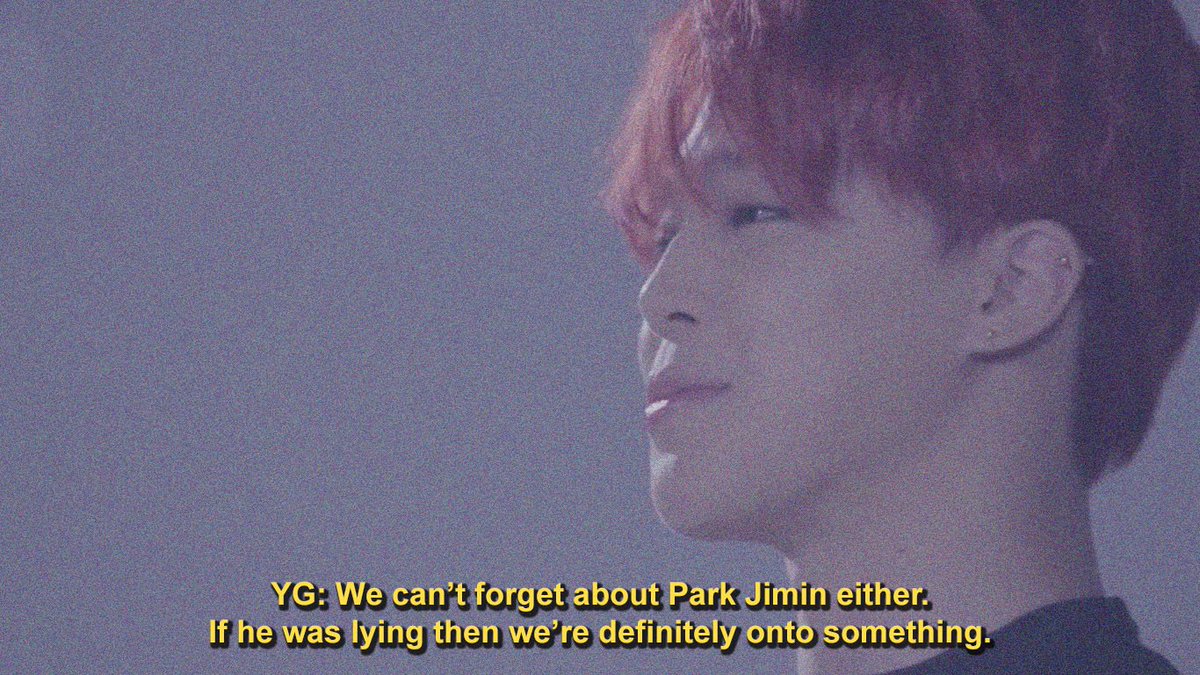 YG: We can’t forget about Park Jimin either.
If he was lying then we’re definitely onto something.